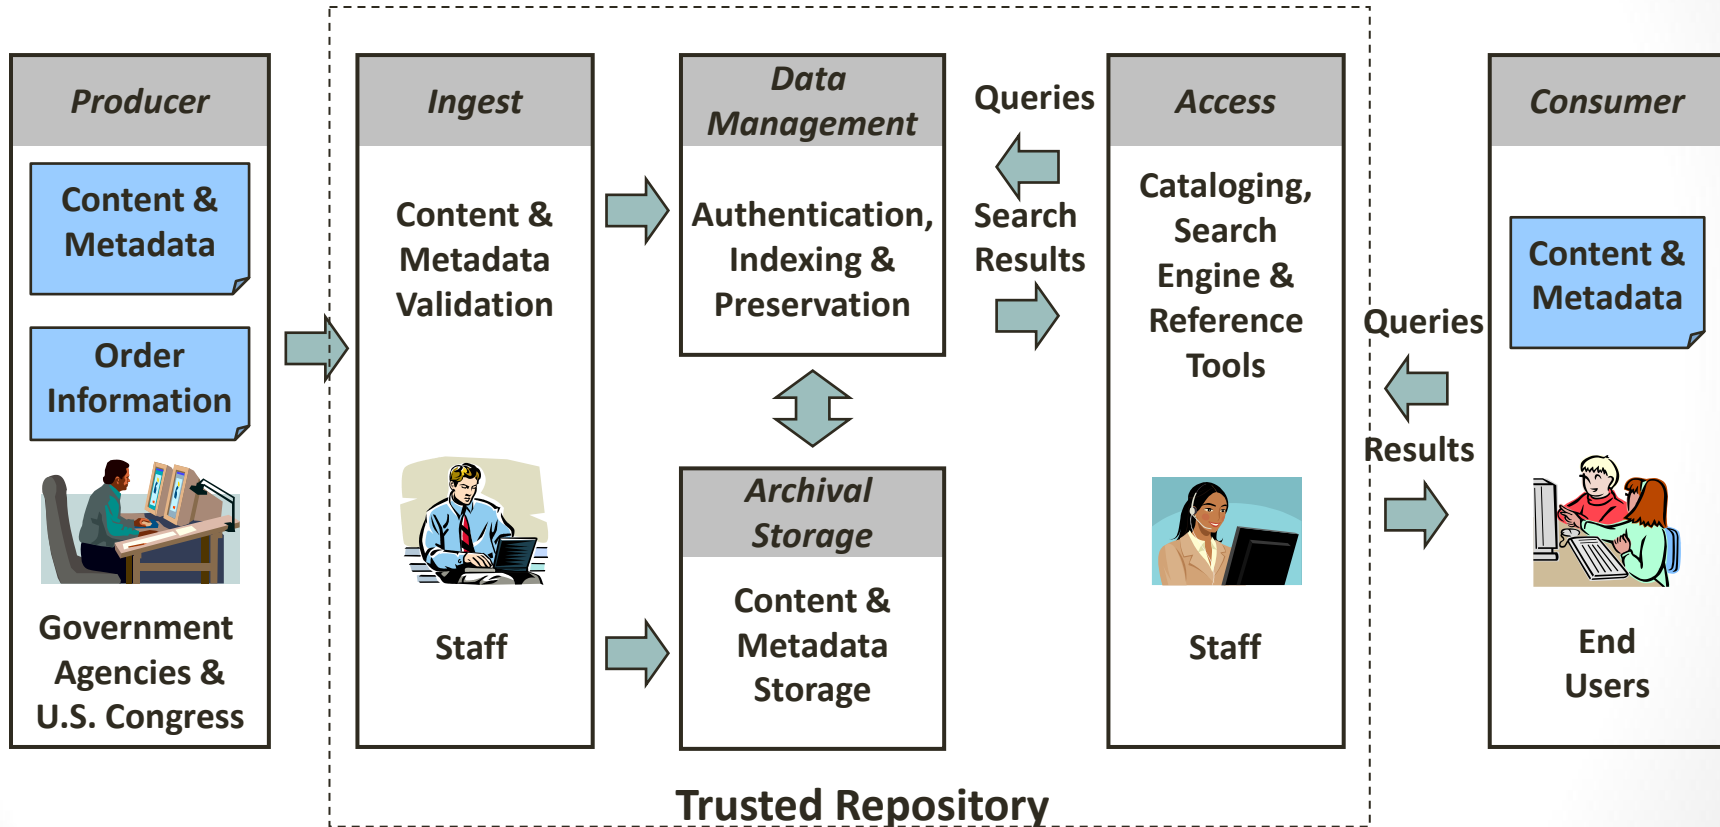 Producer
Content &
Metadata
Order
Information
Government
Agencies &
U.S. Congress
Ingest
Content &
Metadata
Validation
Staff
Data
Management
Authentication,
Indexing &
Preservation
Archival
Storage
Content &
Metadata
Storage
Queries
Search
Results
Access
Cataloging,
Search
Engine &
Reference
Tools
Staff
Queries
Results
Consumer
Content &
Metadata
End
Users
Trusted Repository